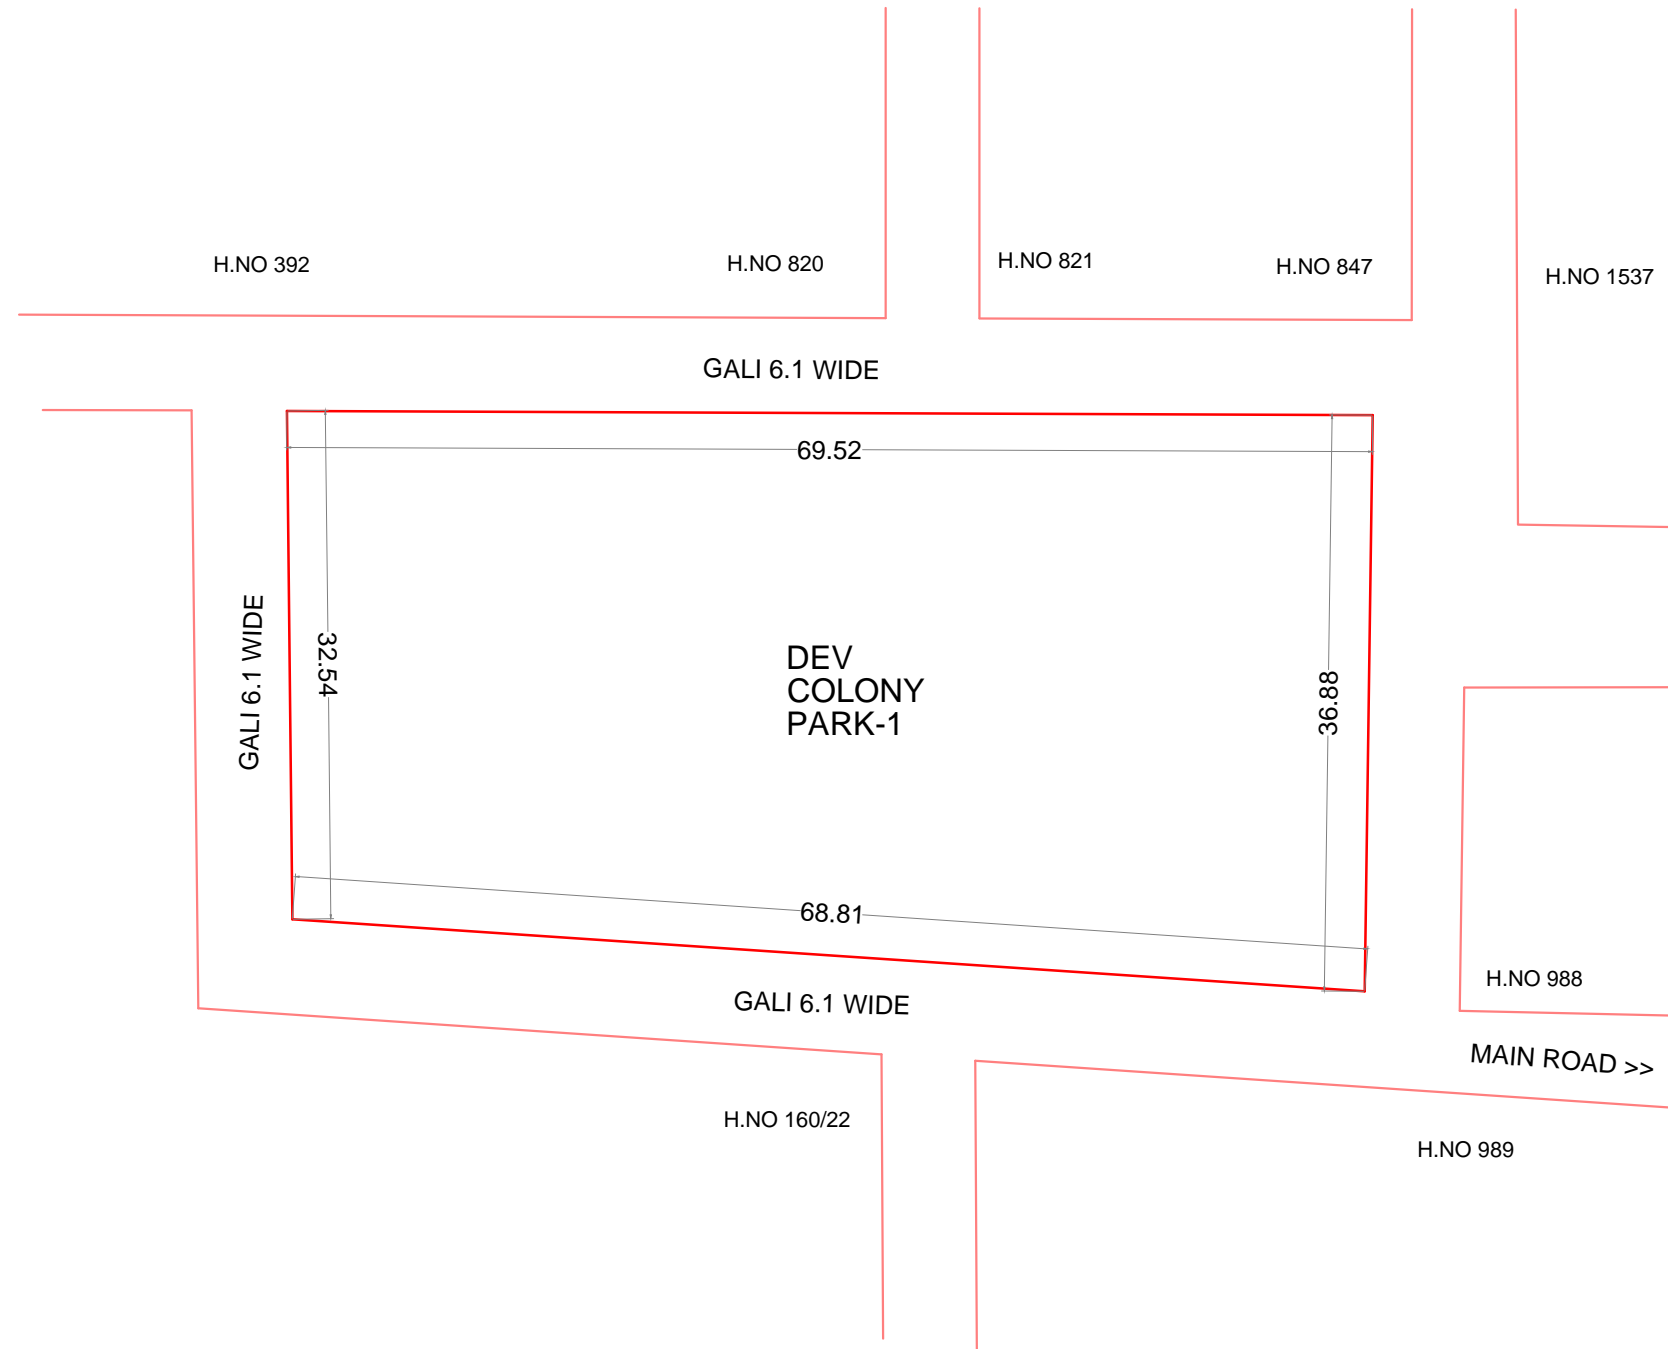 H.NO 392
H.NO 820
H.NO 821
H.NO 847
H.NO 1537
GALI 6.1 WIDE
69.52
GALI 6.1 WIDE
32.54
DEV
COLONY
PARK-1
36.88
68.81
GALI 6.1 WIDE
H.NO 988
MAIN ROAD >>
H.NO 160/22
H.NO 989